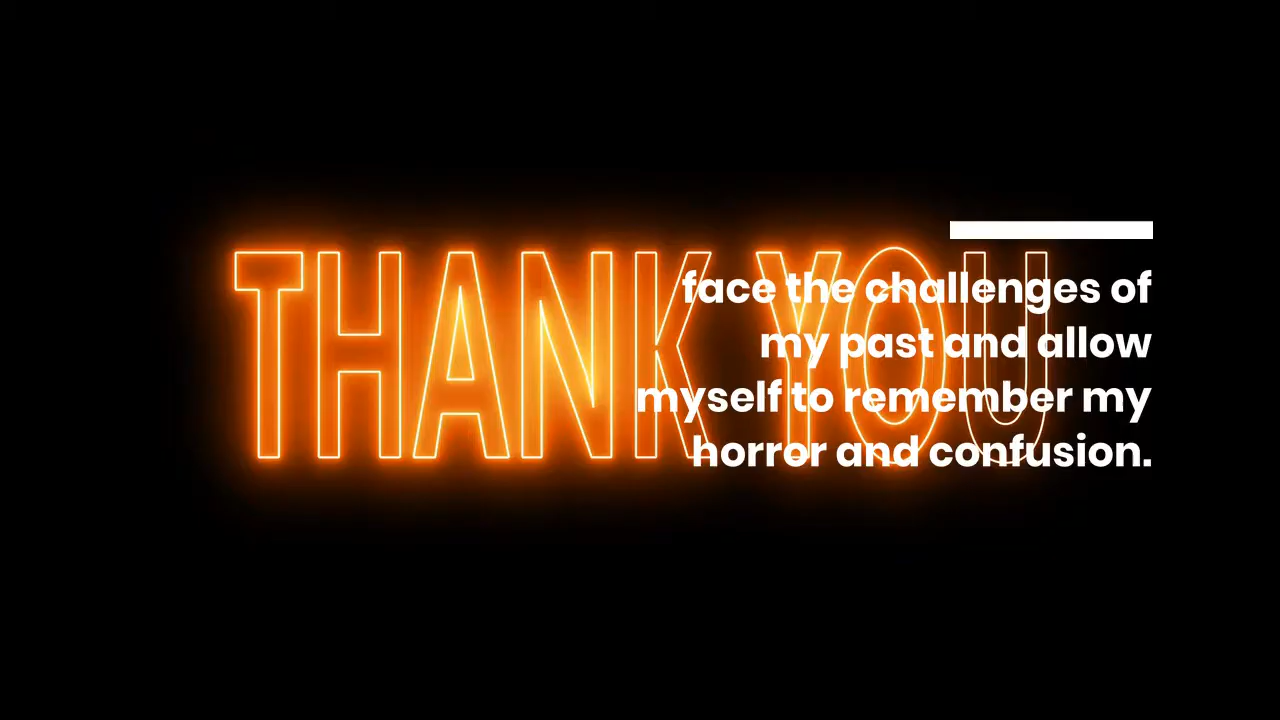 THANK YOU
face the challenges of
my past and allow
myself to remember my
horror and confusion.